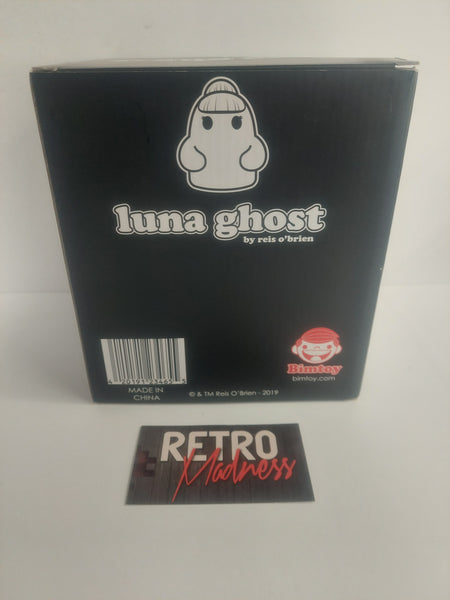 luna ghost
by reis o'brien
MADE IN
CHINA
© & TM Reis O'Brien - 2019
Bimtoy
bimtoy.com
RETRO
Madness